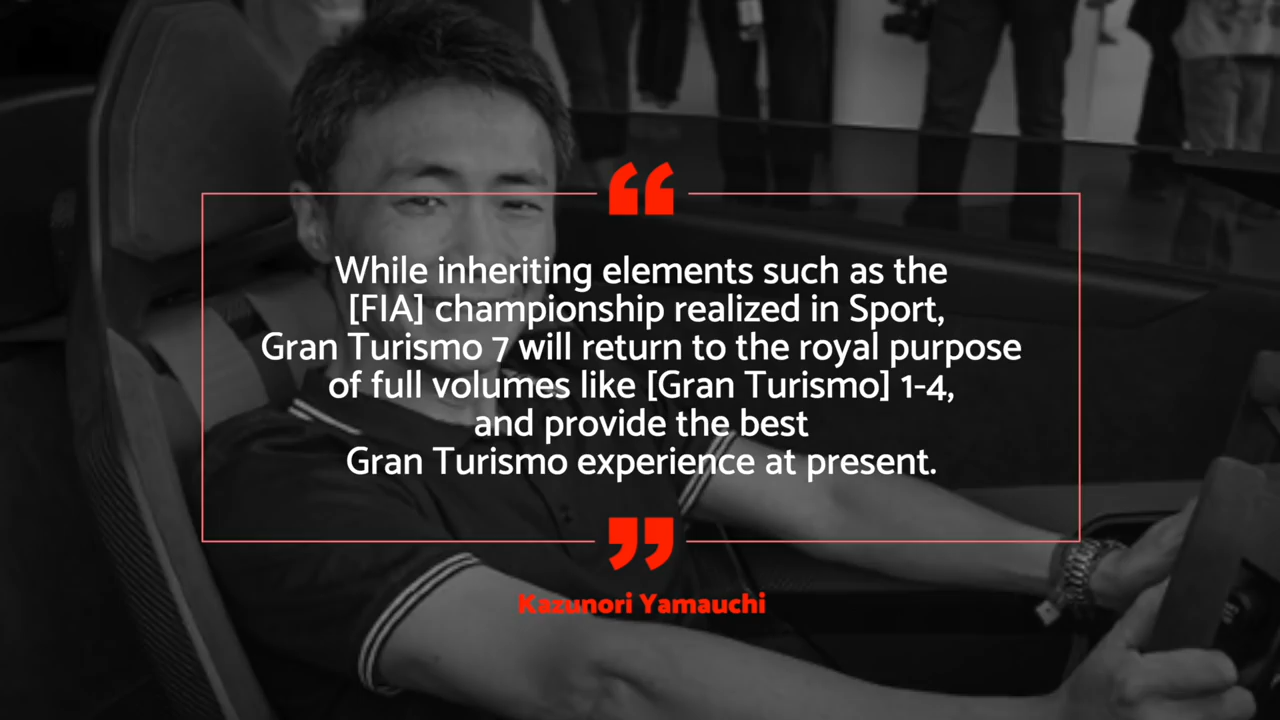 “
While inheriting elements such as the
[FIA] championship realized in Sport,
Gran Turismo 7 will return to the royal purpose
of full volumes like [Gran Turismo] 1-4,
and provide the best
Gran Turismo experience at present.
”
Kazunori Yamauchi